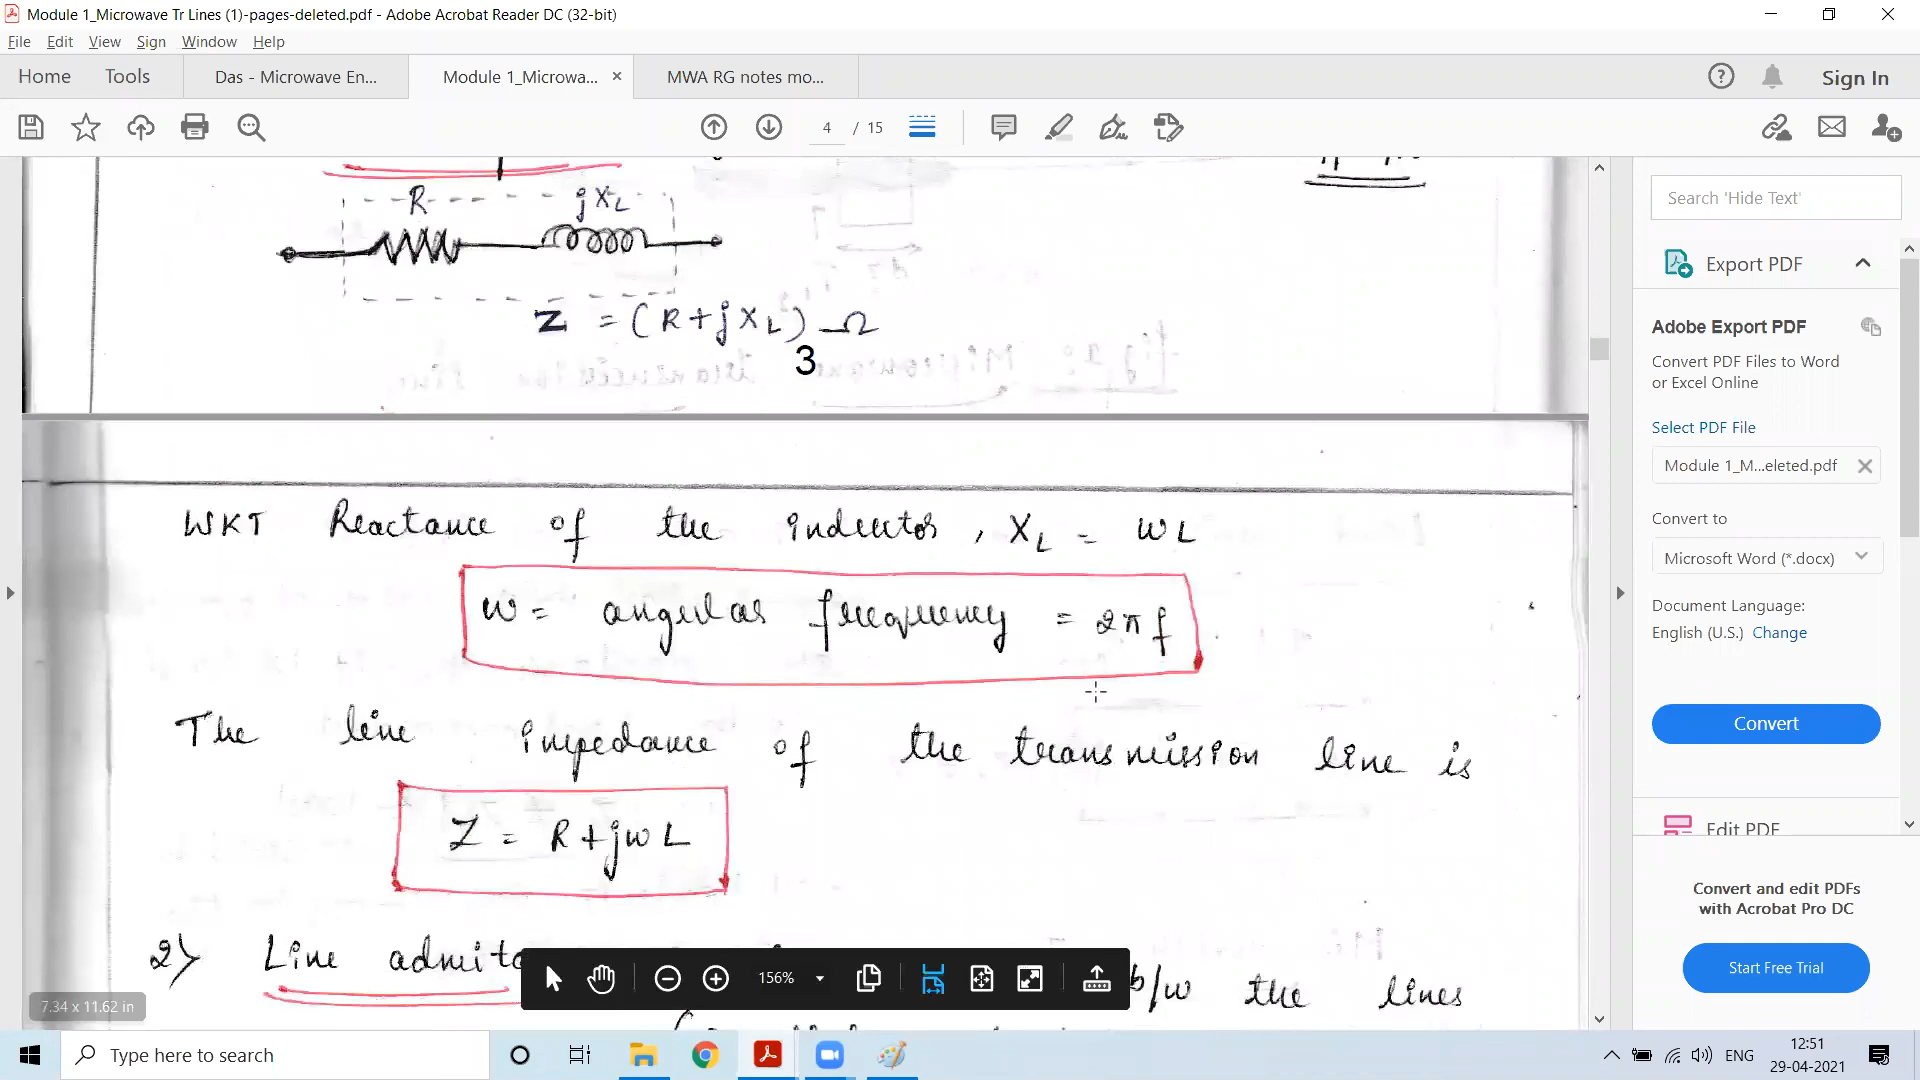 Module 1_Microwave Tr Lines (1)-pages-deleted.pdf - Adobe Acrobat Reader DC (32-bit)
File Edit View Sign Window Help
Home Tools Das - Microwave En... Module 1_Microwa... × MWA RG notes mo... Sign In
4 / 15
R jXL
Z = (R+jXL) Ω
3
WKT Reactance of the inductor, XL = wL
w = angular frequency = 2πf
The line impedance of the transmission line is
Z = R+jwL
2) Line admit
b/w the lines
7.34 x 11.62 in
156%
Search 'Hide Text'
Export PDF
Adobe Export PDF
Convert PDF Files to Word
or Excel Online
Select PDF File
Module 1_M...eleted.pdf
Convert to
Microsoft Word (*.docx)
Document Language:
English (U.S.) Change
Convert
Edit PDF
Convert and edit PDFs
with Acrobat Pro DC
Start Free Trial
Type here to search
ENG
12:51
29-04-2021